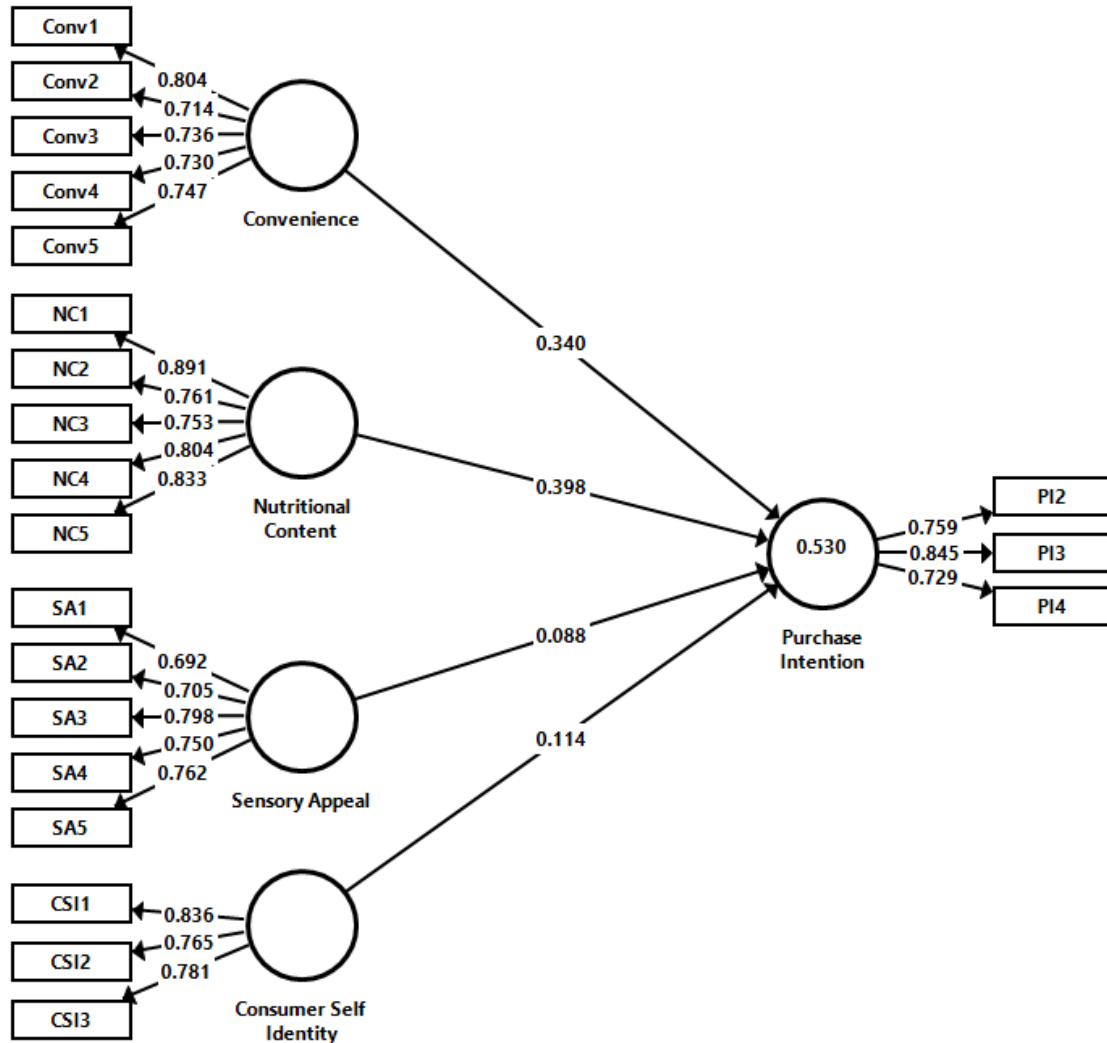 Conv1
Conv2
Conv3
Conv4
Conv5
0.804
0.714
0.736
0.730
0.747
Convenience
NC1
NC2
NC3
NC4
NC5
0.891
0.761
0.753
0.804
0.833
Nutritional
Content
SA1
SA2
SA3
SA4
SA5
0.692
0.705
0.798
0.750
0.762
Sensory Appeal
CSI1
CSI2
CSI3
0.836
0.765
0.781
Consumer Self
Identity
0.340
0.398
0.088
0.114
0.530
Purchase
Intention
0.759
0.845
0.729
PI2
PI3
PI4